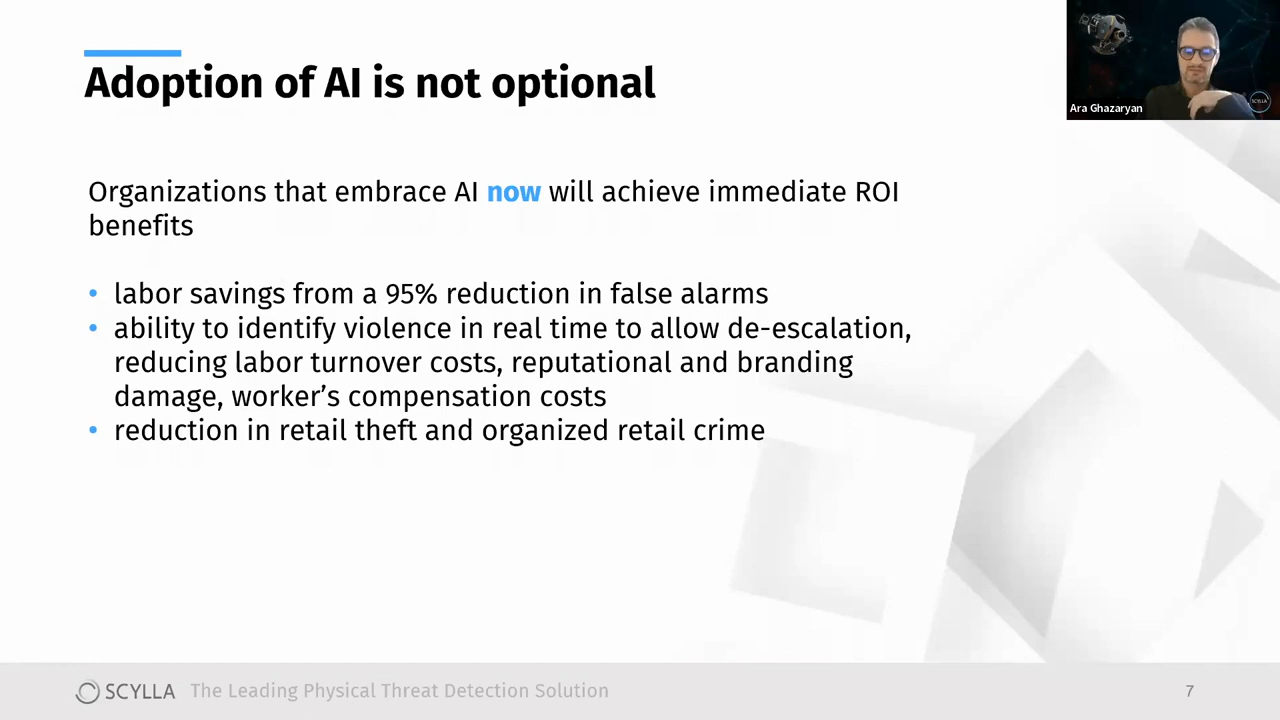 Adoption of AI is not optional
Ara Ghazaryan
SCYLLA
Organizations that embrace AI now will achieve immediate ROI
benefits
• labor savings from a 95% reduction in false alarms
• ability to identify violence in real time to allow de-escalation,
reducing labor turnover costs, reputational and branding
damage, worker’s compensation costs
• reduction in retail theft and organized retail crime
SCYLLA The Leading Physical Threat Detection Solution
7